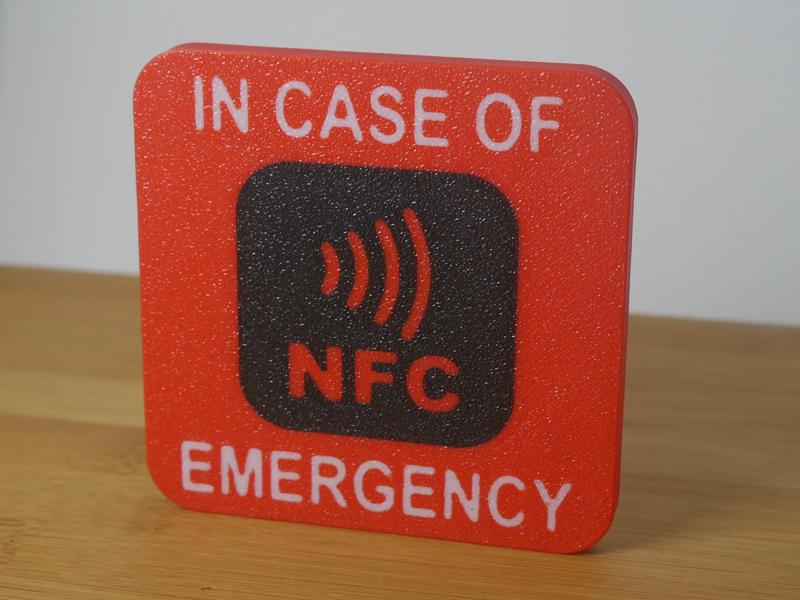 IN CASE OF
NFC
EMERGENCY